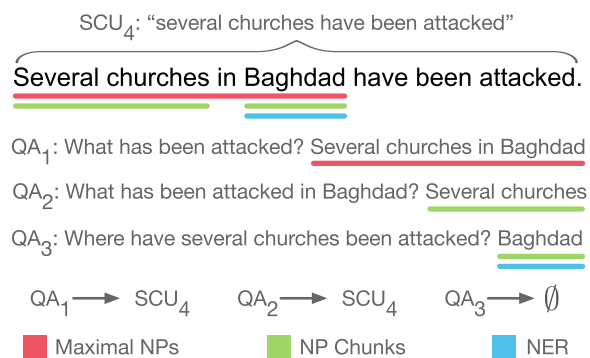 SCU4: “several churches have been attacked”
Several churches in Baghdad have been attacked.
QA1: What has been attacked? Several churches in Baghdad
QA2: What has been attacked in Baghdad? Several churches
QA3: Where have several churches been attacked? Baghdad
QA1 → SCU4 QA2 → SCU4 QA3 → ∅
Maximal NPs NP Chunks NER